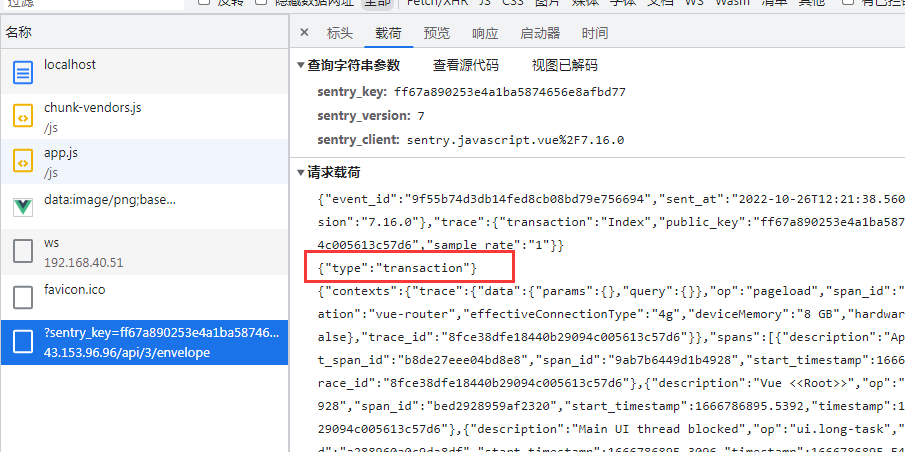 过滤 反转 隐藏数据网址 全部 Fetch/XHR JS CSS 图片 媒体 字体 文档 WS Wasm 清单 其他
名称
localhost
chunk-vendors.js
/js
app.js
/js
data:image/png;base…
ws
192.168.40.51
favicon.ico
?sentry_key=ff67a890253e4a1ba58746…
43.153.96.96/api/3/envelope
× 标头 载荷 预览 响应 启动器 时间
▼查询字符串参数 查看源代码 视图已解码
sentry_key: ff67a890253e4a1ba5874656e8afbd77
sentry_version: 7
sentry_client: sentry.javascript.vue%2F7.16.0
▼请求载荷
{"event_id":"9f55b74d3db14fed8cb08bd79e756694","sent_at":"2022-10-26T12:21:38.560
sion":"7.16.0"},"trace":{"transaction":"Index","public_key":"ff67a890253e4a1ba587
4c005613c57d6","sample_rate":"1"}}
{"type":"transaction"}
{"contexts":{"trace":{"data":{"params":{},"query":{}},"op":"pageload","span_id":"
ation":"vue-router","effectiveConnectionType":"4g","deviceMemory":"8 GB","hardwar
alse},"trace_id":"8fce38dfe18440b29094c005613c57d6"}},"spans":[{"description":"Ap
t_span_id":"b8de27eee04bd8e8","span_id":"9ab7b6449d1b4928","start_timestamp":1666
race_id":"8fce38dfe18440b29094c005613c57d6"},{"description":"Vue <<Root>>","op":"
928","span_id":"bed2928959af2320","start_timestamp":1666786895.5392,"timestamp":1
29094c005613c57d6"},{"description":"Main UI thread blocked","op":"ui.long-task","